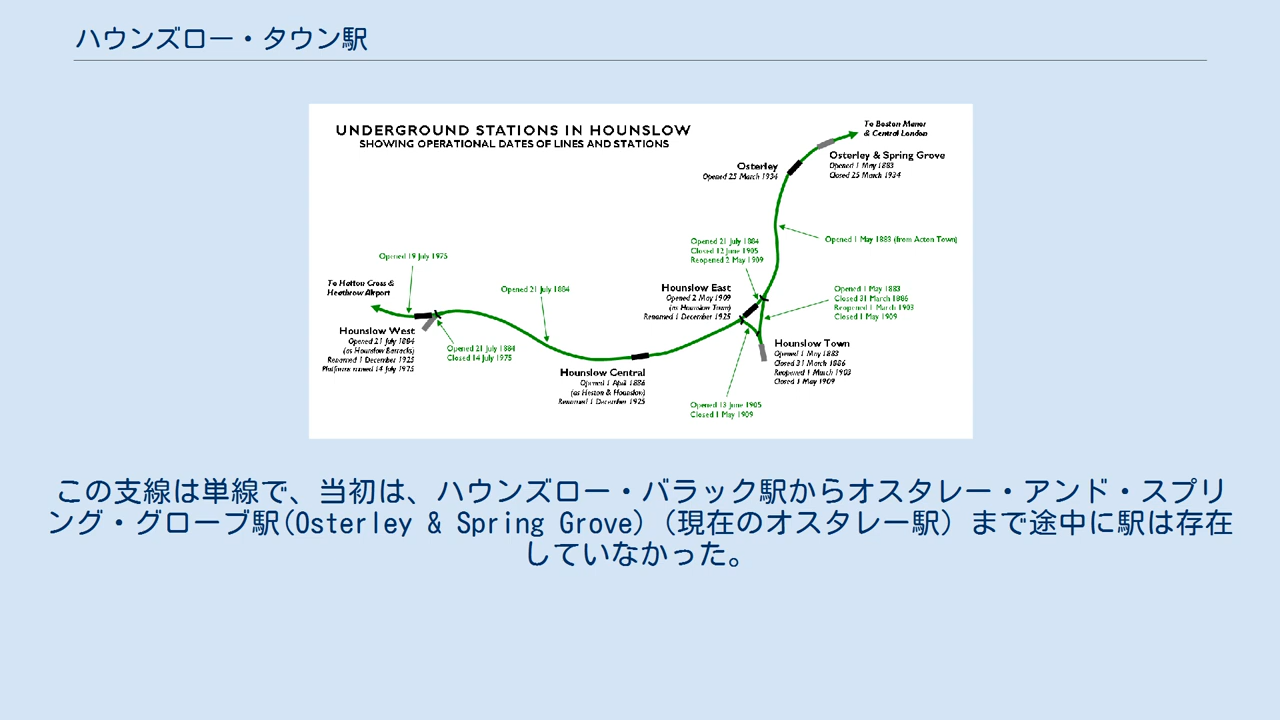 ハウンズロー・タウン駅
UNDERGROUND STATIONS IN HOUNSLOW
SHOWING OPERATIONAL DATES OF LINES AND STATIONS
To Boston Manor
& Central London
Osterley & Spring Grove
Opened 1 May 1883
Closed 25 March 1934
Osterley
Opened 25 March 1934
Opened 1 May 1883 (from Acton Town)
Opened 21 July 1884
Closed 12 June 1905
Reopened 2 May 1909
Opened 19 July 1975
To Hatton Cross &
Heathrow Airport
Opened 21 July 1884
Hounslow East
Opened 2 May 1909
(as Hounslow Town)
Renamed 1 December 1925
Opened 1 May 1883
Closed 31 March 1886
Reopened 1 March 1903
Closed 1 May 1909
Hounslow West
Opened 21 July 1884
(as Hounslow Barracks)
Renamed 1 December 1925
Platforms moved 14 July 1975
Opened 21 July 1884
Closed 14 July 1975
Hounslow Town
Opened 1 May 1883
Closed 31 March 1886
Reopened 1 March 1903
Closed 1 May 1909
Hounslow Central
Opened 1 April 1886
(as Heston & Hounslow)
Renamed 1 December 1925
Opened 13 June 1905
Closed 1 May 1909
この支線は単線で、当初は、ハウンズロー・バラック駅からオスタレー・アンド・スプリ
ング・グローブ駅(Osterley & Spring Grove)（現在のオスタレー駅）まで途中に駅は存在
していなかった。